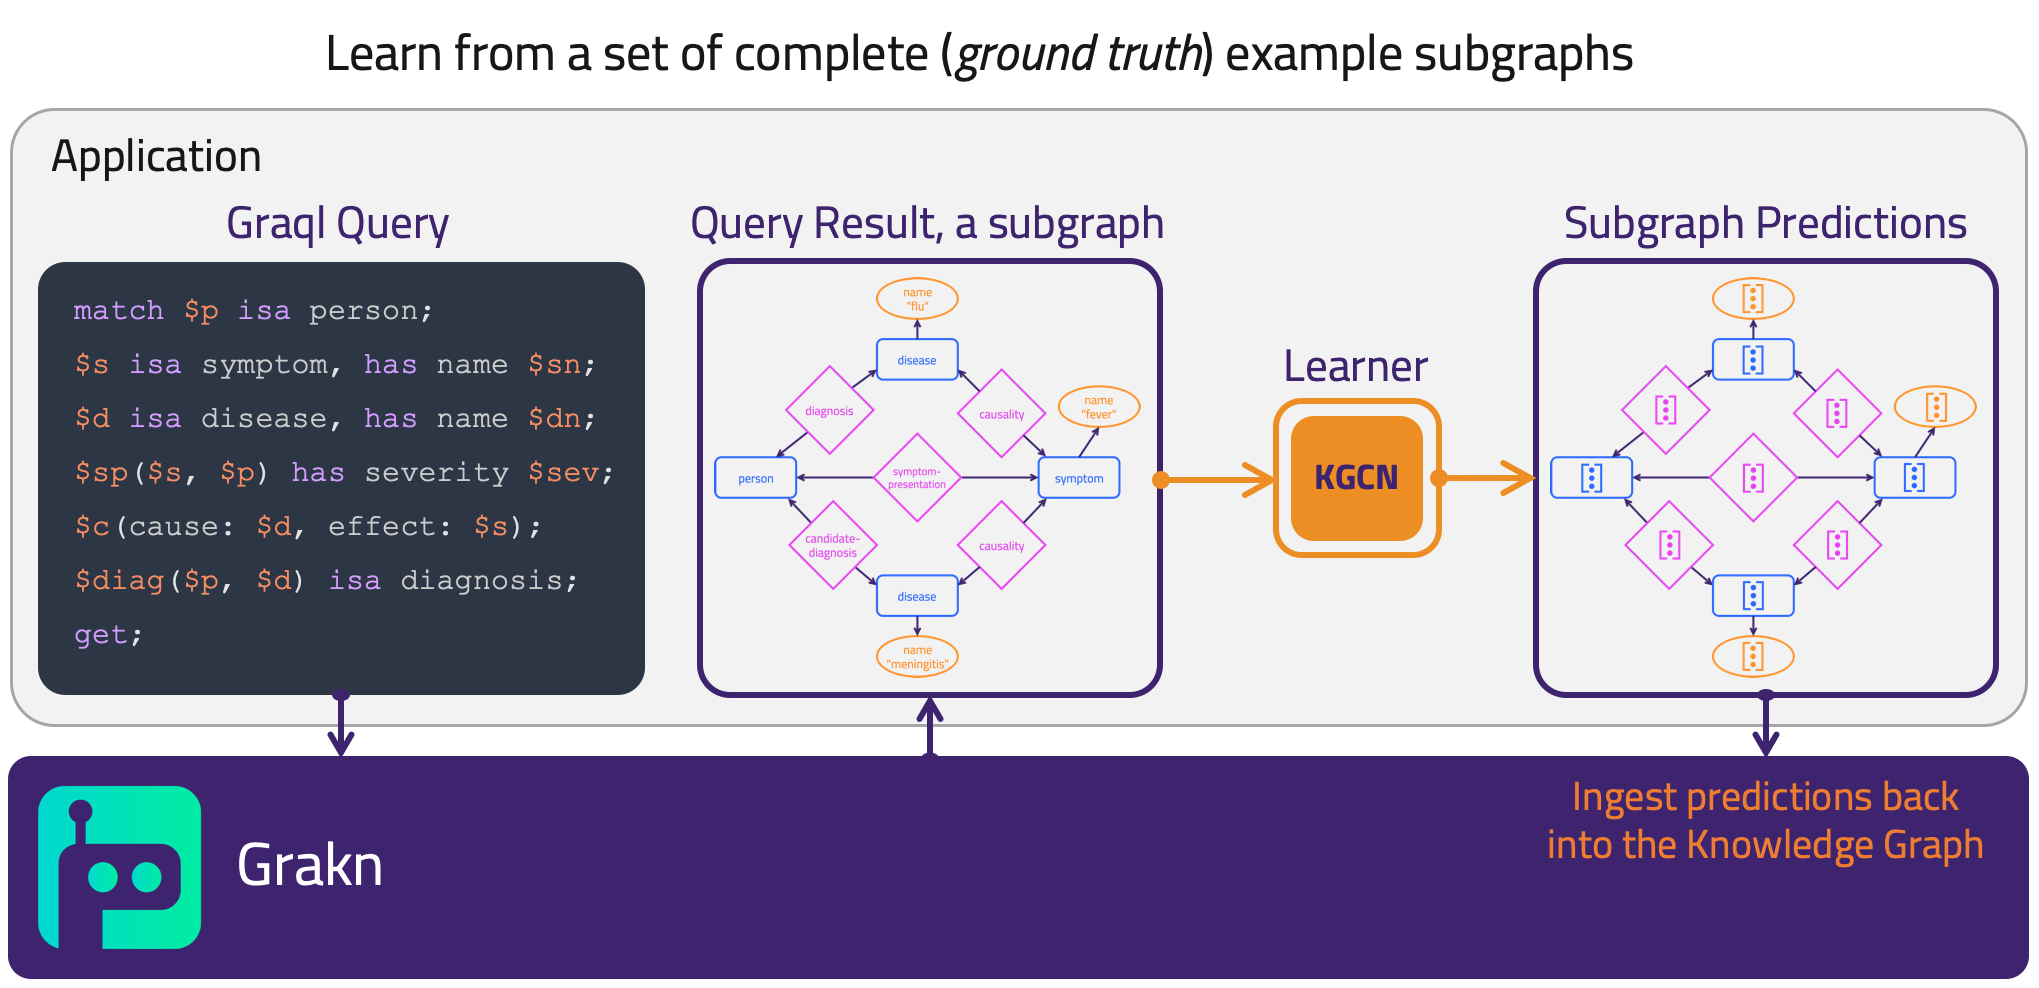 Learn from a set of complete (ground truth) example subgraphs
Application
Graql Query
match $p isa person;
$s isa symptom, has name $sn;
$d isa disease, has name $dn;
$sp($s, $p) has severity $sev;
$c(cause: $d, effect: $s);
$diag($p, $d) isa diagnosis;
get;
Query Result, a subgraph
name
"flu"
disease
diagnosis
causality
name
"fever"
person
symptom-
presentation
symptom
candidate-
diagnosis
causality
disease
name
"meningitis"
Learner
KGCN
Subgraph Predictions
Grakn
Ingest predictions back
into the Knowledge Graph